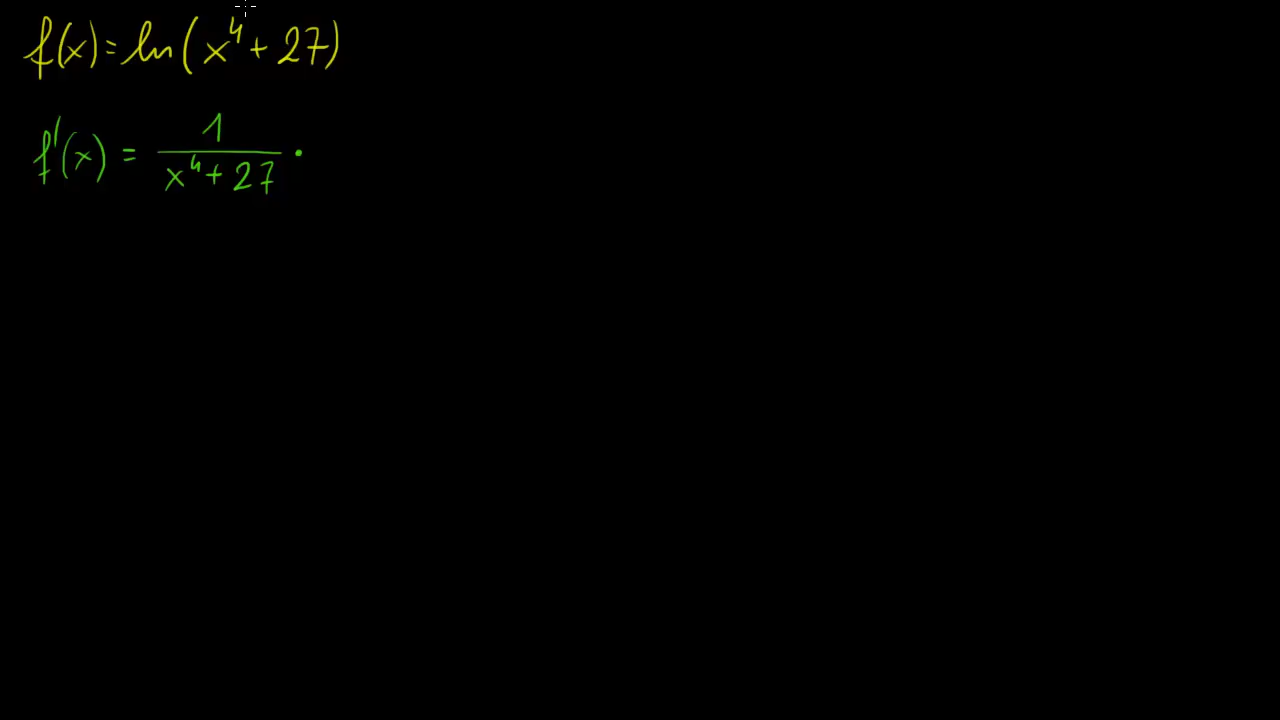 f(x)=ln(x⁴+27)
f'(x) = 1/(x⁴+27) ·